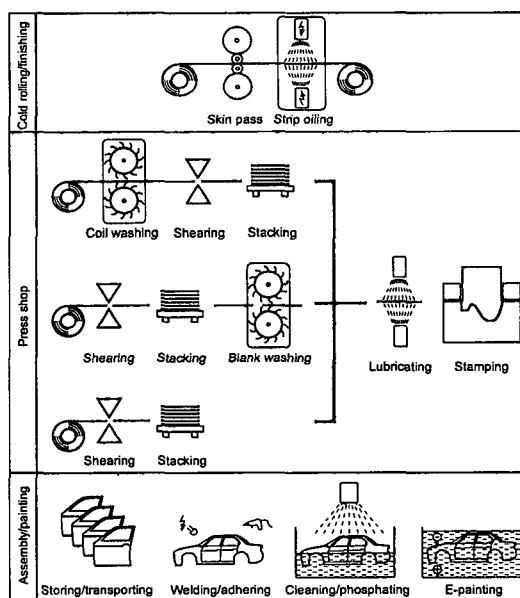 Cold rolling/finishing
Skin pass Strip oiling
Press shop
Coil washing Shearing Stacking
Shearing Stacking Blank washing
Lubricating Stamping
Shearing Stacking
Assembly/painting
Storing/transporting Welding/adhering Cleaning/phosphating E-painting